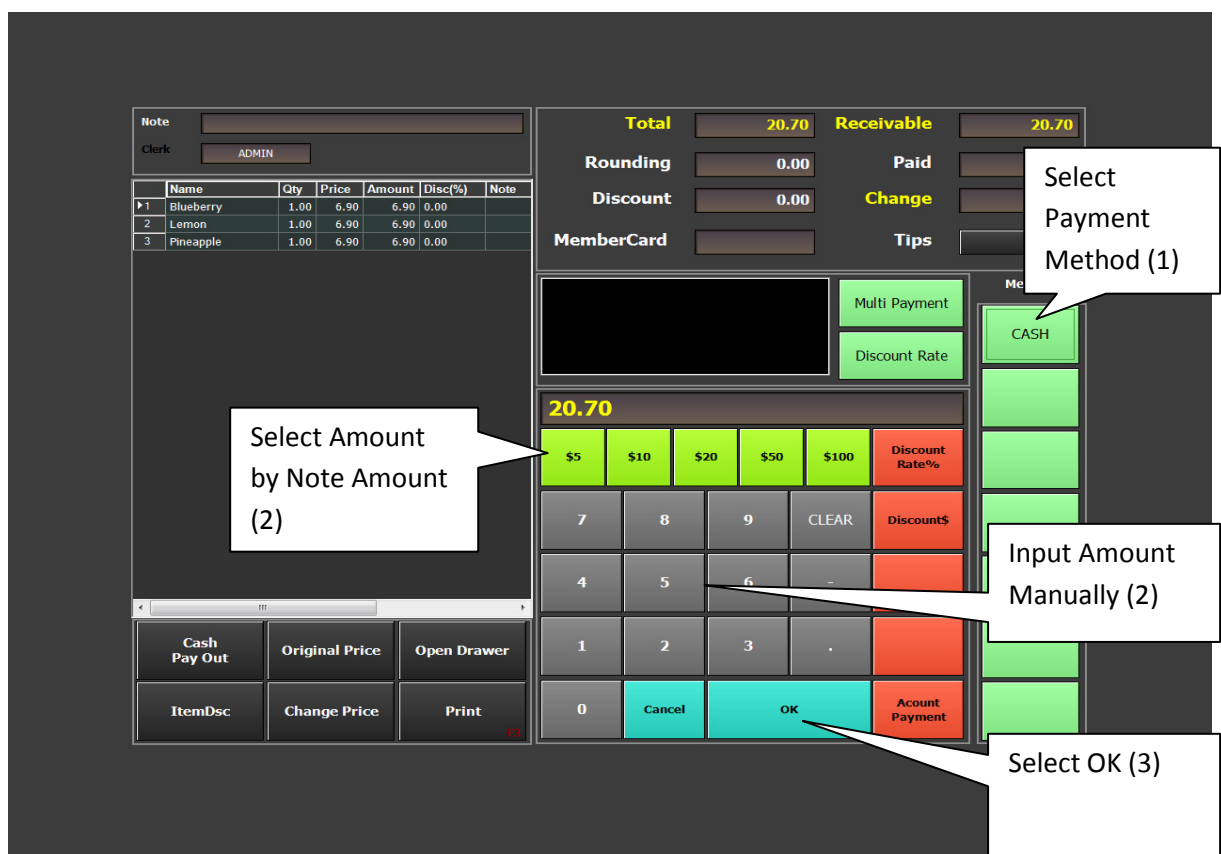 Note
Clerk ADMIN
Name Qty Price Amount Disc(%) Note
1 Blueberry 1.00 6.90 6.90 0.00
2 Lemon 1.00 6.90 6.90 0.00
3 Pineapple 1.00 6.90 6.90 0.00
Total 20.70 Receivable 20.70
Rounding 0.00 Paid
Discount 0.00 Change
MemberCard Tips
Select
Payment
Method (1)
Multi Payment
Discount Rate
CASH
20.70
Select Amount
by Note Amount
(2)
$5 $10 $20 $50 $100 Discount
Rate%
7 8 9 CLEAR Discount$
4 5 6 -
Input Amount
Manually (2)
1 2 3 .
0 Cancel OK Acount
Payment
Cash
Pay Out
Original Price
Open Drawer
ItemDsc
Change Price
Print
Select OK (3)